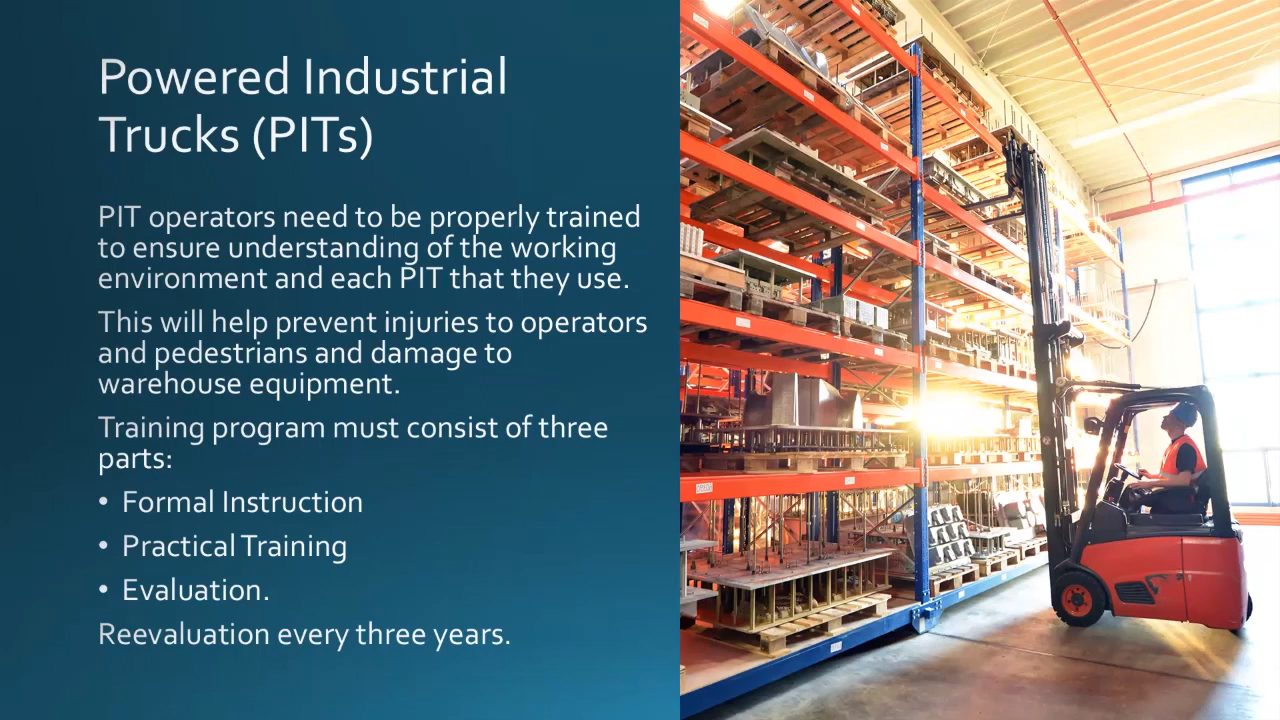 Powered Industrial
Trucks (PITs)
PIT operators need to be properly trained
to ensure understanding of the working
environment and each PIT that they use.
This will help prevent injuries to operators
and pedestrians and damage to
warehouse equipment.
Training program must consist of three
parts:
• Formal Instruction
• Practical Training
• Evaluation.
Reevaluation every three years.